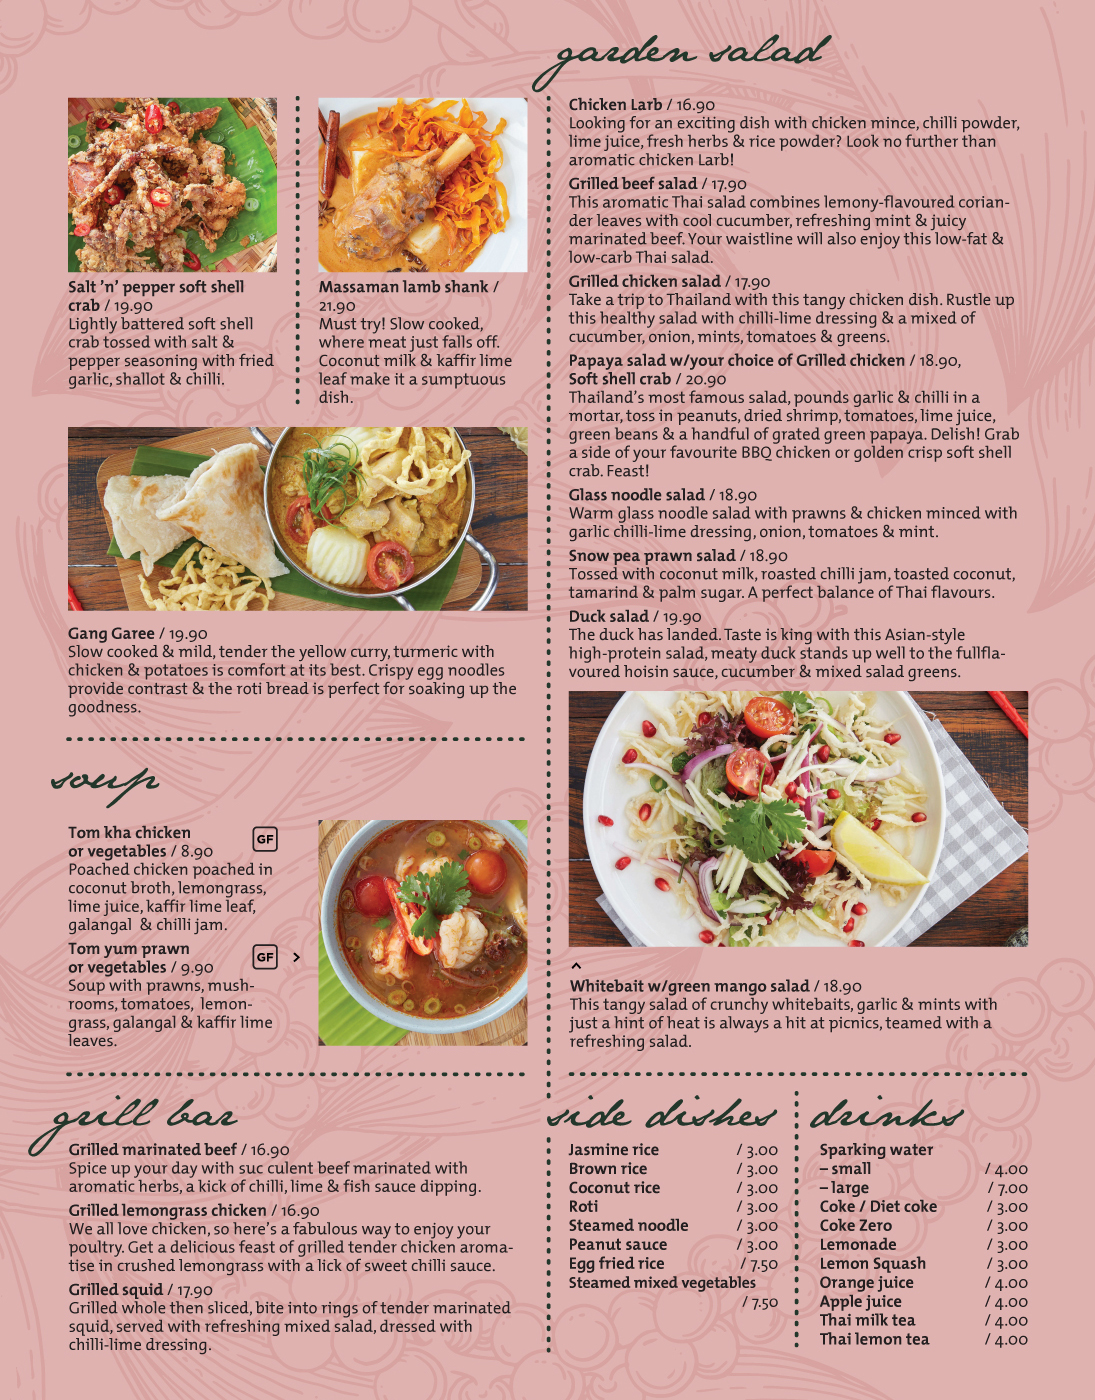 Salt 'n' pepper soft shell
crab / 19.90
Lightly battered soft shell
crab tossed with salt &
pepper seasoning with fried
garlic, shallot & chilli.
Massaman lamb shank /
21.90
Must try! Slow cooked,
where meat just falls off.
Coconut milk & kaffir lime
leaf make it a sumptuous
dish.
Gang Garee / 19.90
Slow cooked & mild, tender the yellow curry, turmeric with
chicken & potatoes is comfort at its best. Crispy egg noodles
provide contrast & the roti bread is perfect for soaking up the
goodness.
soup
Tom kha chicken
or vegetables / 8.90
GF
Poached chicken poached in
coconut broth, lemongrass,
lime juice, kaffir lime leaf,
galangal & chilli jam.
Tom yum prawn
or vegetables / 9.90
GF >
Soup with prawns, mush-
rooms, tomatoes, lemon-
grass, galangal & kaffir lime
leaves.
grill bar
Grilled marinated beef / 16.90
Spice up your day with suc culent beef marinated with
aromatic herbs, a kick of chilli, lime & fish sauce dipping.
Grilled lemongrass chicken / 16.90
We all love chicken, so here's a fabulous way to enjoy your
poultry. Get a delicious feast of grilled tender chicken aroma-
tise in crushed lemongrass with a lick of sweet chilli sauce.
Grilled squid / 17.90
Grilled whole then sliced, bite into rings of tender marinated
squid, served with refreshing mixed salad, dressed with
chilli-lime dressing.
garden salad
Chicken Larb / 16.90
Looking for an exciting dish with chicken mince, chilli powder,
lime juice, fresh herbs & rice powder? Look no further than
aromatic chicken Larb!
Grilled beef salad / 17.90
This aromatic Thai salad combines lemony-flavoured corian-
der leaves with cool cucumber, refreshing mint & juicy
marinated beef. Your waistline will also enjoy this low-fat &
low-carb Thai salad.
Grilled chicken salad / 17.90
Take a trip to Thailand with this tangy chicken dish. Rustle up
this healthy salad with chilli-lime dressing & a mixed of
cucumber, onion, mints, tomatoes & greens.
Papaya salad w/your choice of Grilled chicken / 18.90,
Soft shell crab / 20.90
Thailand's most famous salad, pounds garlic & chilli in a
mortar, toss in peanuts, dried shrimp, tomatoes, lime juice,
green beans & a handful of grated green papaya. Delish! Grab
a side of your favourite BBQ chicken or golden crisp soft shell
crab. Feast!
Glass noodle salad / 18.90
Warm glass noodle salad with prawns & chicken minced with
garlic chilli-lime dressing, onion, tomatoes & mint.
Snow pea prawn salad / 18.90
Tossed with coconut milk, roasted chilli jam, toasted coconut,
tamarind & palm sugar. A perfect balance of Thai flavours.
Duck salad / 19.90
The duck has landed. Taste is king with this Asian-style
high-protein salad, meaty duck stands up well to the fullfla-
voured hoisin sauce, cucumber & mixed salad greens.
^
Whitebait w/green mango salad / 18.90
This tangy salad of crunchy whitebaits, garlic & mints with
just a hint of heat is always a hit at picnics, teamed with a
refreshing salad.
side dishes
Jasmine rice / 3.00
Brown rice / 3.00
Coconut rice / 3.00
Roti / 3.00
Steamed noodle / 3.00
Peanut sauce / 3.00
Egg fried rice / 7.50
Steamed mixed vegetables
/ 7.50
drinks
Sparking water
– small / 4.00
– large / 7.00
Coke / Diet coke / 3.00
Coke Zero / 3.00
Lemonade / 3.00
Lemon Squash / 3.00
Orange juice / 4.00
Apple juice / 4.00
Thai milk tea / 4.00
Thai lemon tea / 4.00